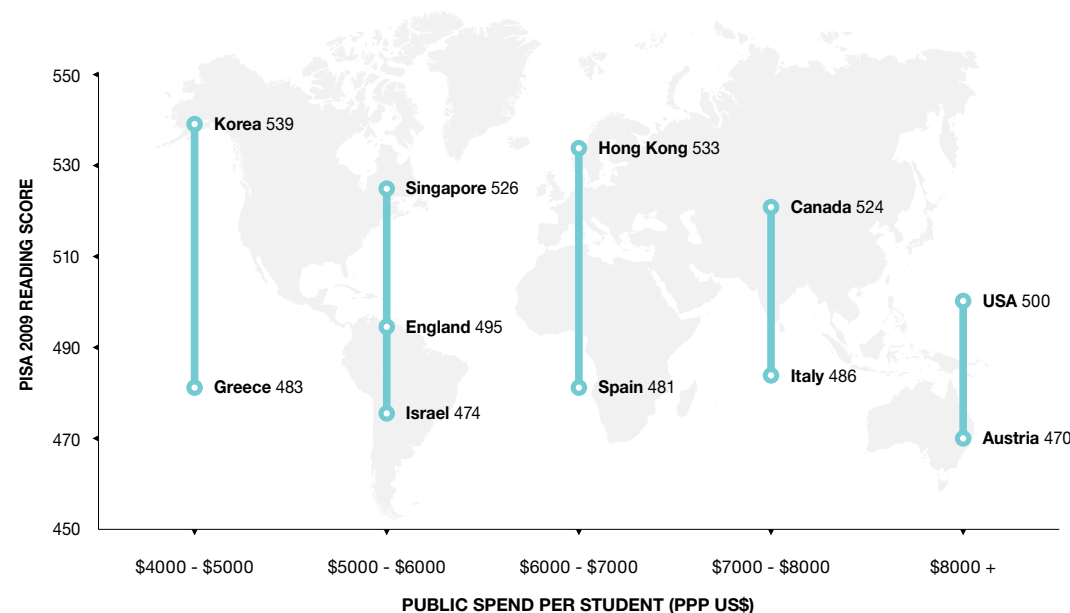 550
530
510
490
470
450
PISA 2009 READING SCORE
Korea 539
Greece 483
Singapore 526
England 495
Israel 474
Hong Kong 533
Spain 481
Canada 524
Italy 486
USA 500
Austria 470
$4000 - $5000
$5000 - $6000
$6000 - $7000
$7000 - $8000
$8000 +
PUBLIC SPEND PER STUDENT (PPP US$)